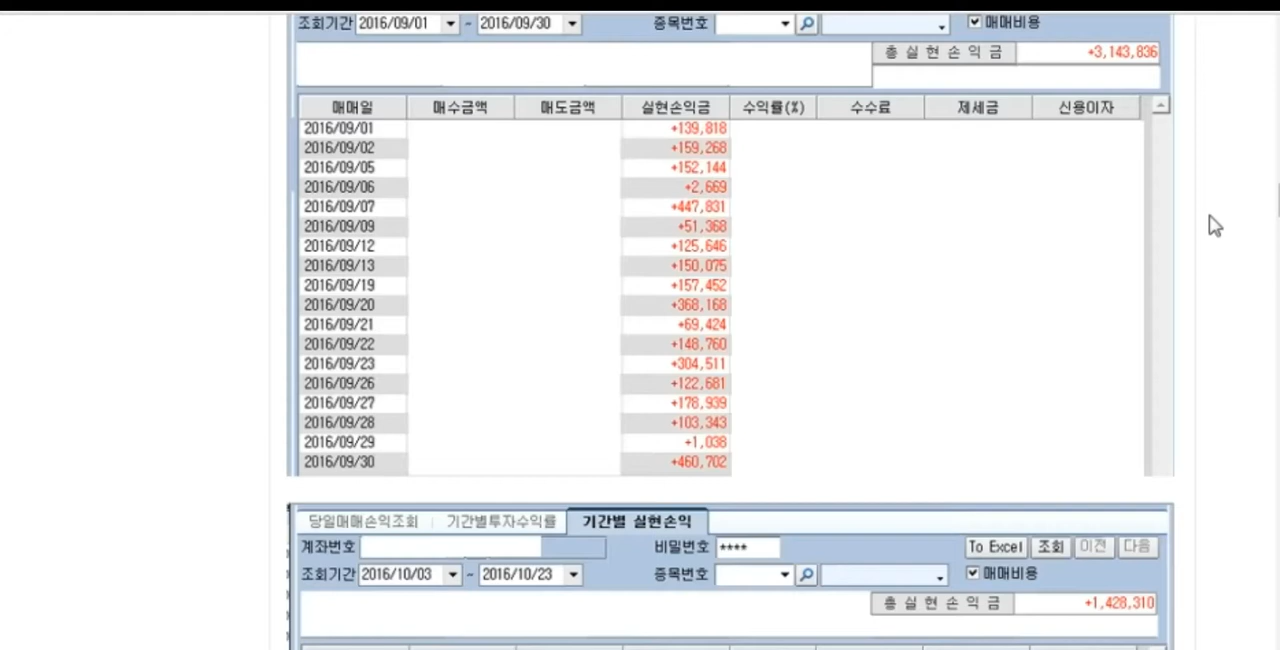 조회기간 2016/09/01 ~ 2016/09/30 종목번호 매매비용
총 실 현 손 익 금 +3,143,836
매매일 매수금액 매도금액 실현손익금 수익률(%) 수수료 제세금 신용이자
2016/09/01 +139,818
2016/09/02 +159,268
2016/09/05 +152,144
2016/09/06 +2,669
2016/09/07 +447,831
2016/09/09 +51,368
2016/09/12 +125,646
2016/09/13 +150,075
2016/09/19 +157,452
2016/09/20 +368,168
2016/09/21 +69,424
2016/09/22 +148,760
2016/09/23 +304,511
2016/09/26 +122,681
2016/09/27 +178,939
2016/09/28 +103,343
2016/09/29 +1,038
2016/09/30 +460,702
당일매매손익조회 기간별투자수익률 기간별 실현손익
계좌번호 비밀번호 **** To Excel 조회 이전 다음
조회기간 2016/10/03 ~ 2016/10/23 종목번호 매매비용
총 실 현 손 익 금 +1,428,310